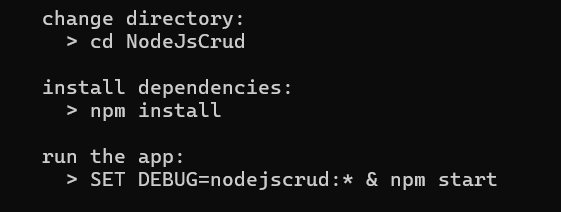 change directory:
> cd NodeJsCrud
install dependencies:
> npm install
run the app:
> SET DEBUG=nodejscrud:* & npm start